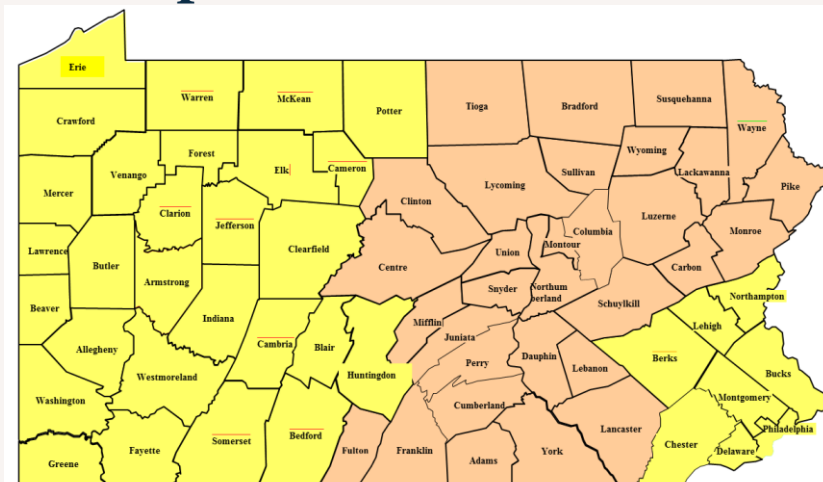 Erie
Warren
McKean
Potter
Tioga
Bradford
Susquehanna
Wayne
Crawford
Forest
Elk
Cameron
Wyoming
Lackawanna
Pike
Mercer
Venango
Clarion
Jefferson
Clinton
Lycoming
Sullivan
Luzerne
Monroe
Lawrence
Butler
Clearfield
Centre
Union
Montour
Columbia
Carbon
Beaver
Armstrong
Indiana
Snyder
Northum
berland
Schuylkill
Northampton
Allegheny
Cambria
Blair
Huntingdon
Mifflin
Juniata
Perry
Dauphin
Lebanon
Berks
Lehigh
Bucks
Washington
Westmoreland
Cumberland
Montgomery
Greene
Fayette
Somerset
Bedford
Fulton
Franklin
Adams
York
Lancaster
Chester
Delaware
Philadelphia